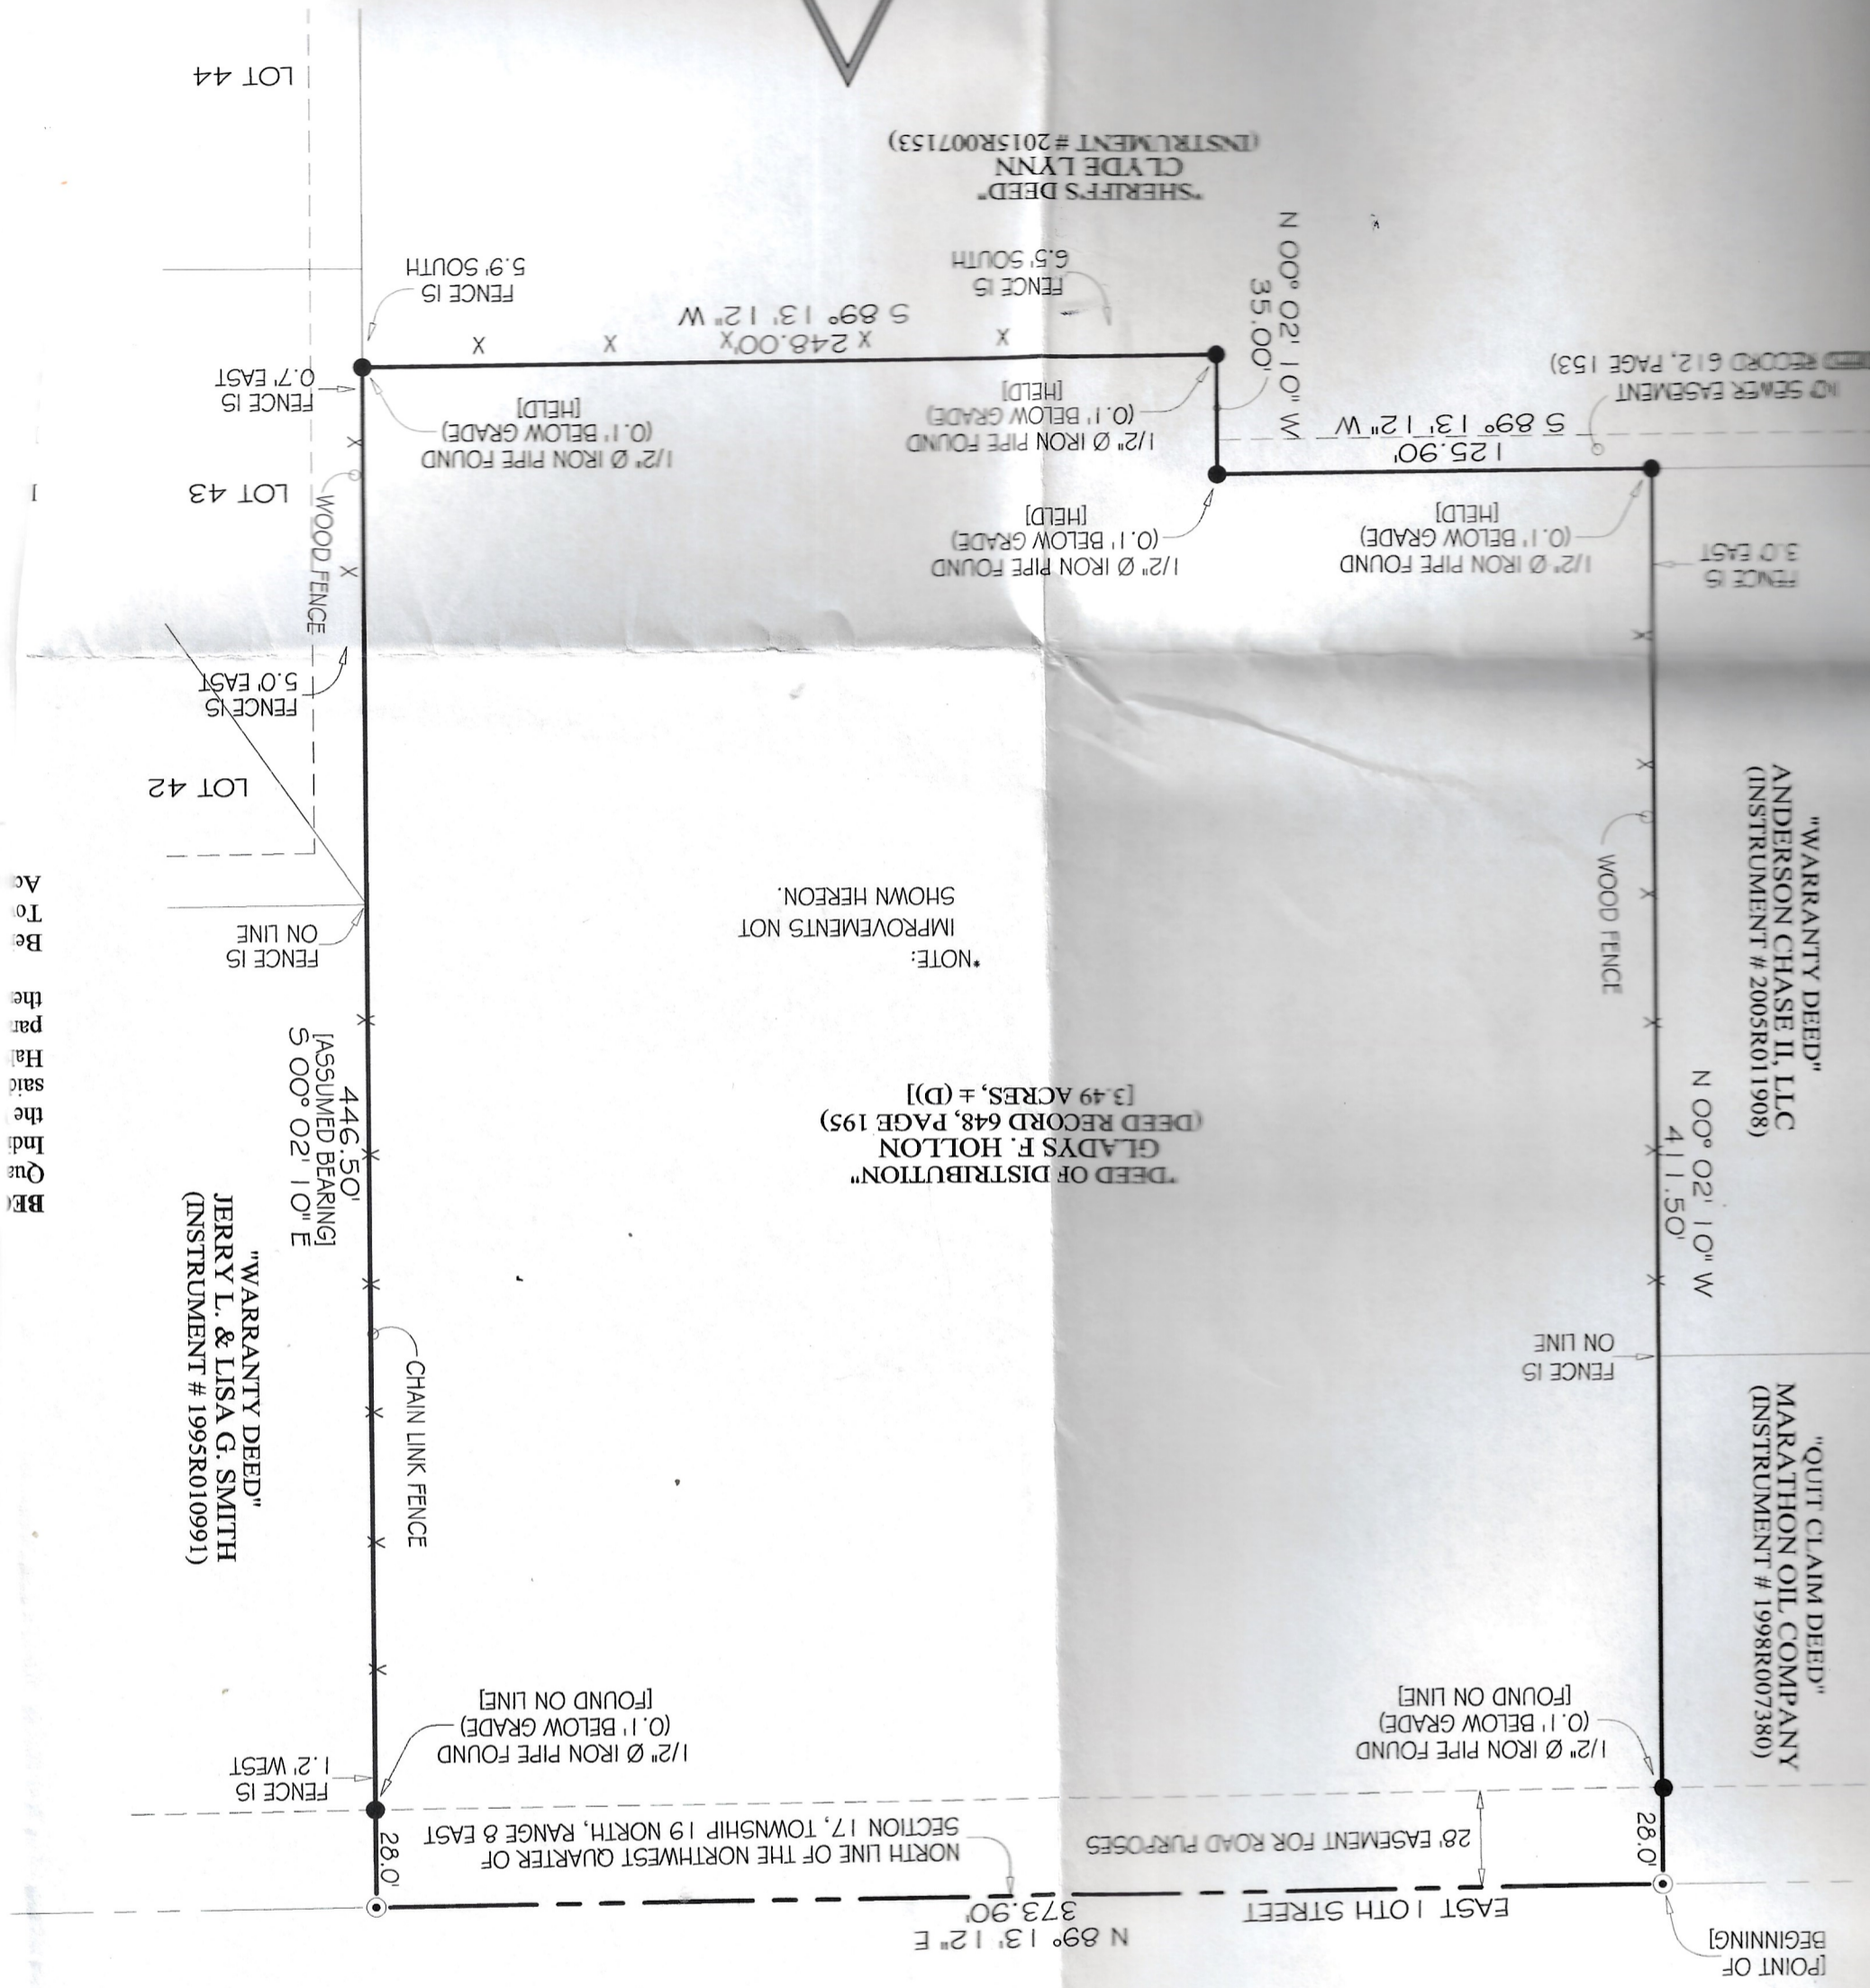 [POINT OF
BEGINNING]
N 89° 13' 12" E
373.90'
EAST 10TH STREET
28.0'
28' EASEMENT FOR ROAD PURPOSES
NORTH LINE OF THE NORTHWEST QUARTER OF
SECTION 17, TOWNSHIP 19 NORTH, RANGE 8 EAST
28.0'
1/2" Ø IRON PIPE FOUND
(0.1' BELOW GRADE)
[FOUND ON LINE]
1/2" Ø IRON PIPE FOUND
(0.1' BELOW GRADE)
[FOUND ON LINE]
FENCE IS
1.2' WEST
"QUIT CLAIM DEED"
MARATHON OIL COMPANY
(INSTRUMENT # 1998R007380)
FENCE IS
ON LINE
CHAIN LINK FENCE
"WARRANTY DEED"
JERRY L. & LISA G. SMITH
(INSTRUMENT # 1995R010991)
N 00° 02' 10" W
411.50'
"DEED OF DISTRIBUTION"
GLADYS F. HOLLON
(DEED RECORD 648, PAGE 195)
[3.49 ACRES, ± (D)]
446.50'
[ASSUMED BEARING]
S 00° 02' 10" E
"WARRANTY DEED"
ANDERSON CHASE II, LLC
(INSTRUMENT # 2005R011908)
WOOD FENCE
*NOTE:
IMPROVEMENTS NOT
SHOWN HEREON.
FENCE IS
ON LINE
LOT 42
FENCE IS
5.0' EAST
WOOD FENCE
FENCE IS
3.0' EAST
1/2" Ø IRON PIPE FOUND
(0.1' BELOW GRADE)
[HELD]
1/2" Ø IRON PIPE FOUND
(0.1' BELOW GRADE)
[HELD]
LOT 43
125.90'
S 89° 13' 12" W
SEWER EASEMENT
RECORD 612, PAGE 153)
N 00° 02' 10" W
35.00'
1/2" Ø IRON PIPE FOUND
(0.1' BELOW GRADE)
[HELD]
1/2" Ø IRON PIPE FOUND
(0.1' BELOW GRADE)
[HELD]
FENCE IS
0.7' EAST
248.00'
S 89° 13' 12" W
FENCE IS
6.5' SOUTH
FENCE IS
5.9' SOUTH
"SHERIFF'S DEED"
CLYDE LYNN
(INSTRUMENT # 2015R007153)
LOT 44
BEG
Qua
Indi
the
said
Hal
par
the
Be
To
Ac